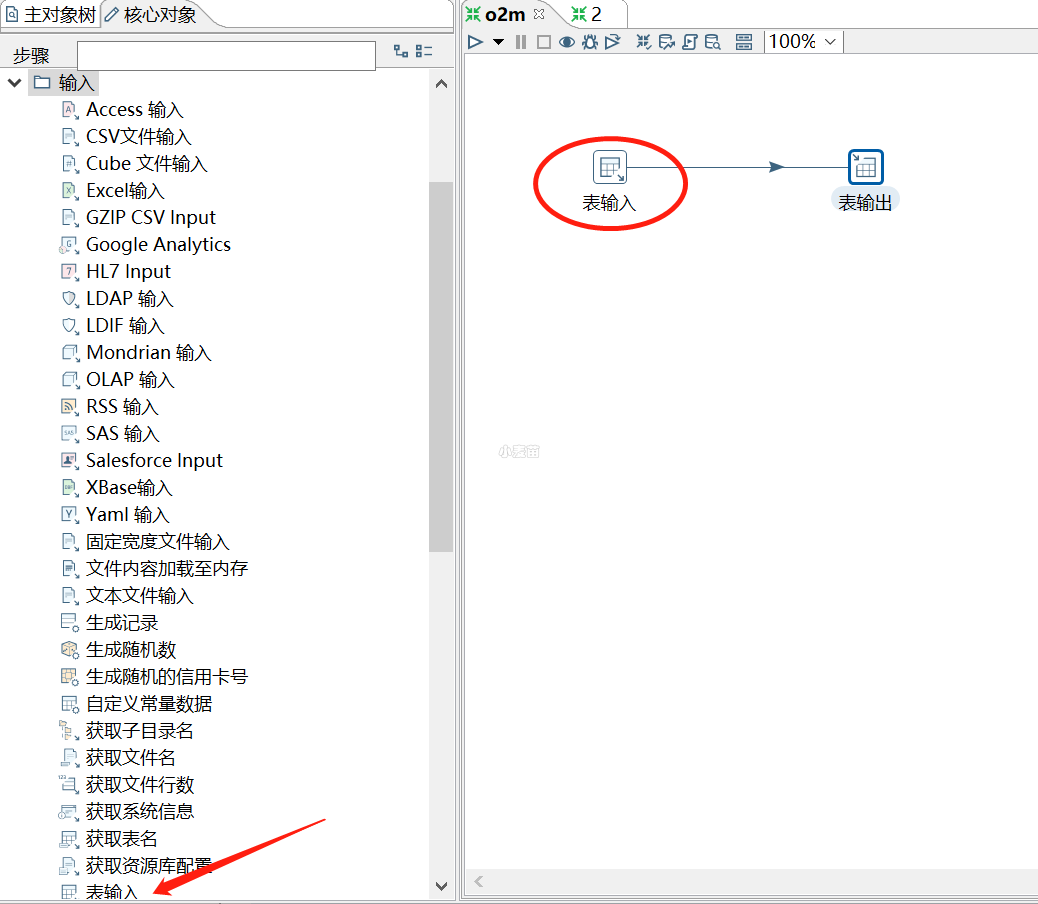 主对象树 核心对象
步骤
输入
Access 输入
CSV文件输入
Cube 文件输入
Excel输入
GZIP CSV Input
Google Analytics
HL7 Input
LDAP 输入
LDIF 输入
Mondrian 输入
OLAP 输入
RSS 输入
SAS 输入
Salesforce Input
XBase输入
Yaml 输入
固定宽度文件输入
文件内容加载至内存
文本文件输入
生成记录
生成随机数
生成随机的信用卡号
自定义常量数据
获取子目录名
获取文件名
获取文件行数
获取系统信息
获取表名
获取资源库配置
表输入
o2m 2
100%
表输入 表输出